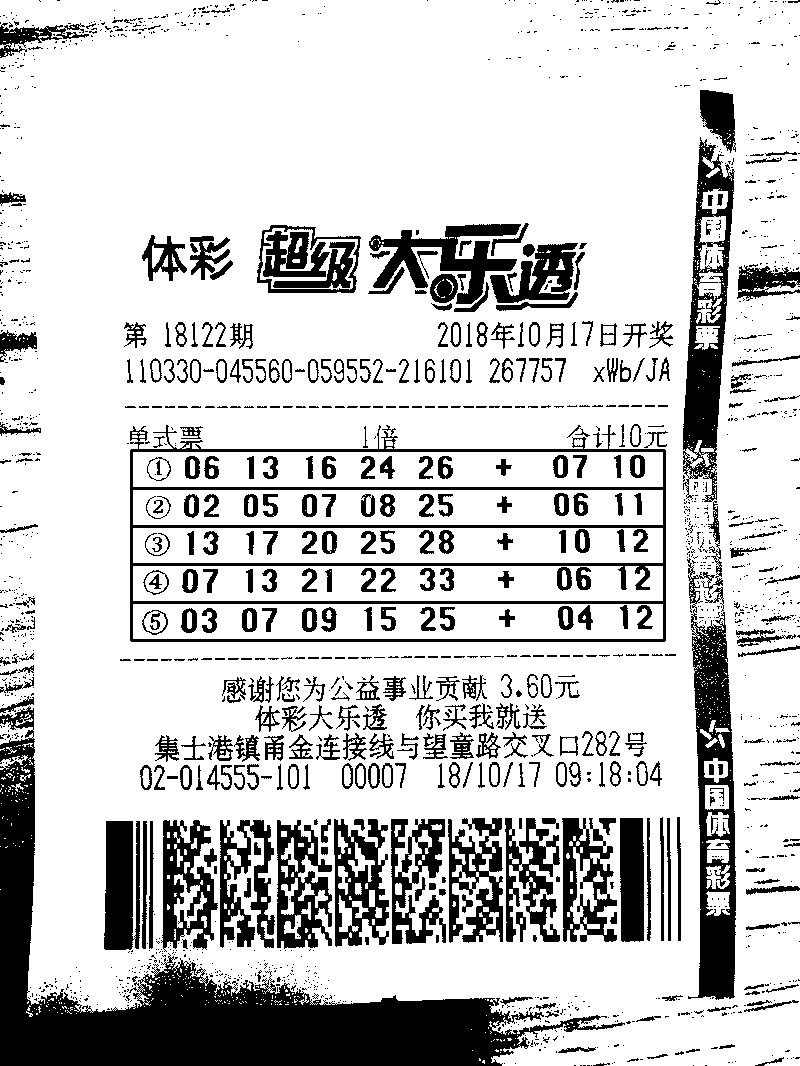 体彩 超级大乐透
第 18122期 2018年10月17日开奖
110330-045560-059552-216101 267757 xWb/JA
单式票 1倍 合计10元
① 06 13 16 24 26 + 07 10
② 02 05 07 08 25 + 06 11
③ 13 17 20 25 28 + 10 12
④ 07 13 21 22 33 + 06 12
⑤ 03 07 09 15 25 + 04 12
感谢您为公益事业贡献 3.60元
体彩大乐透 你买我就送
集士港镇甬金连接线与望童路交叉口282号
02-014555-101 00007 18/10/17 09:18:04
中国体育彩票
中国体育彩票
中国体育彩票